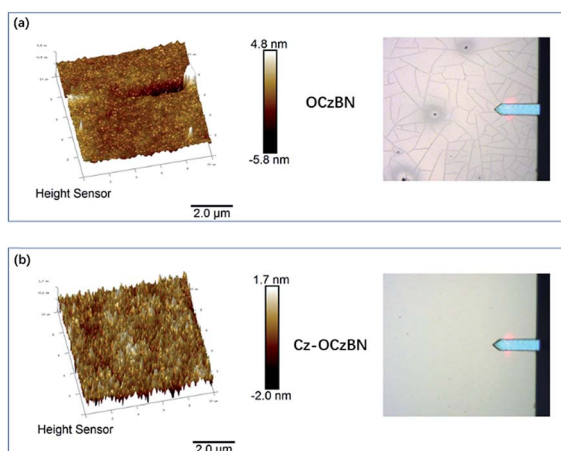 (a)
4.8 nm
OCzBN
-5.8 nm
Height Sensor
2.0 µm
(b)
1.7 nm
Cz-OCzBN
-2.0 nm
Height Sensor
2.0 µm